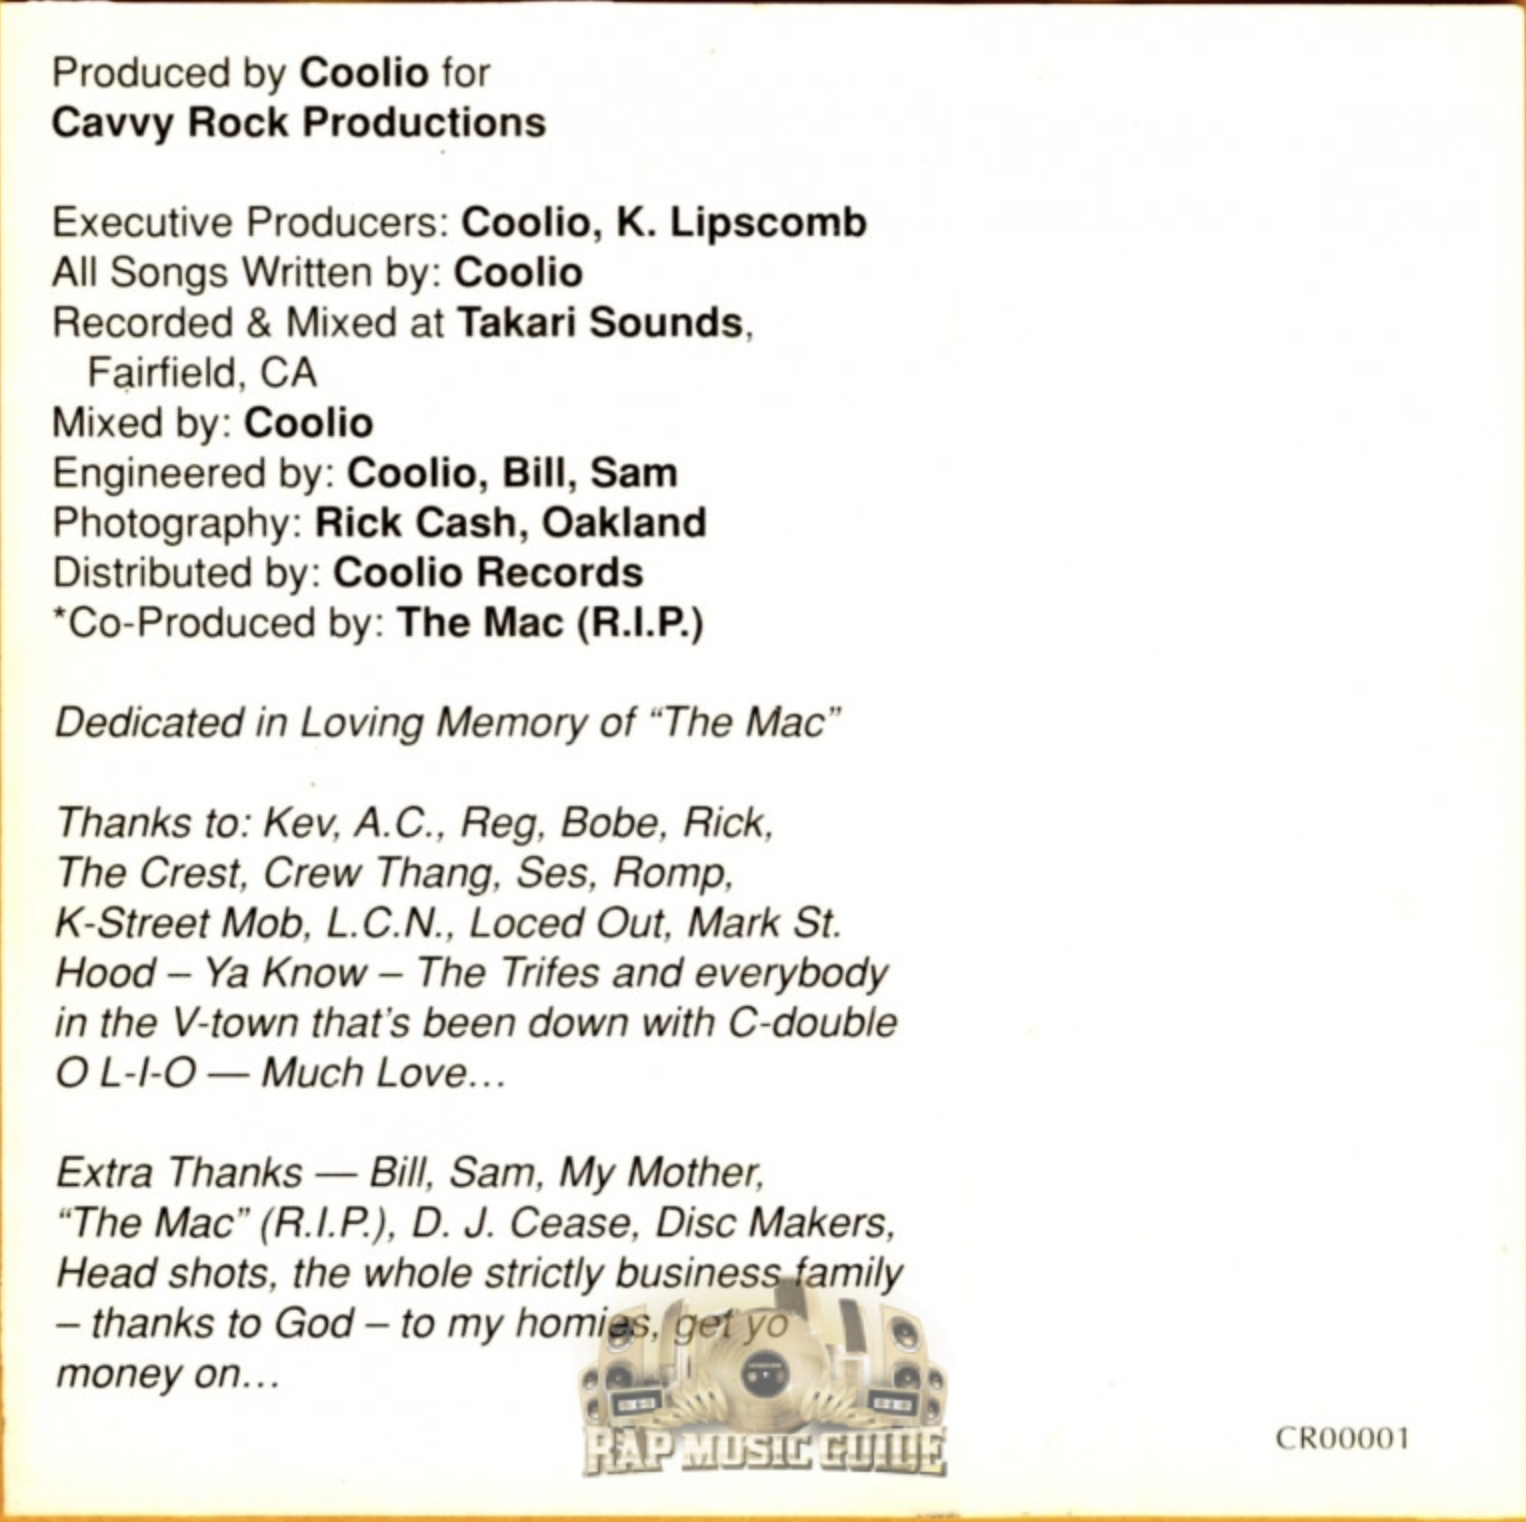 Produced by Coolio for
Cavvy Rock Productions
Executive Producers: Coolio, K. Lipscomb
All Songs Written by: Coolio
Recorded & Mixed at Takari Sounds,
Fairfield, CA
Mixed by: Coolio
Engineered by: Coolio, Bill, Sam
Photography: Rick Cash, Oakland
Distributed by: Coolio Records
*Co-Produced by: The Mac (R.I.P.)
Dedicated in Loving Memory of “The Mac”
Thanks to: Kev, A.C., Reg, Bobe, Rick,
The Crest, Crew Thang, Ses, Romp,
K-Street Mob, L.C.N., Loced Out, Mark St.
Hood – Ya Know – The Trifes and everybody
in the V-town that's been down with C-double
O L-I-O — Much Love...
Extra Thanks — Bill, Sam, My Mother,
“The Mac” (R.I.P.), D. J. Cease, Disc Makers,
Head shots, the whole strictly business family
– thanks to God – to my homies, get yo
money on...
RAP MUSIC GUIDE
CR00001